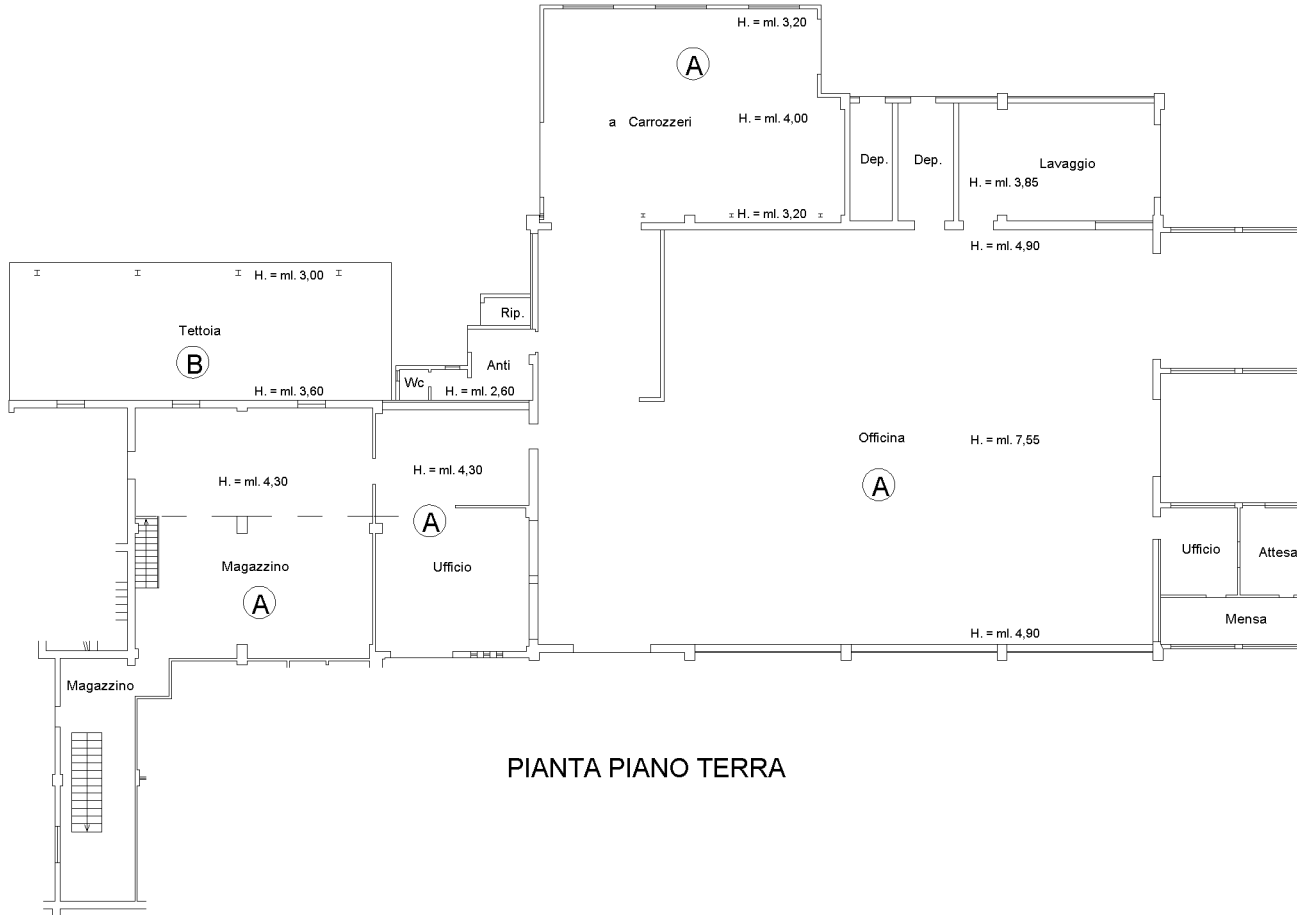 H. = ml. 3,20
A
a Carrozzeri
H. = ml. 4,00
Dep.
Dep.
Lavaggio
H. = ml. 3,85
H. = ml. 3,20
H. = ml. 4,90
H. = ml. 3,00
Rip.
Tettoia
B
Anti
Wc
H. = ml. 2,60
H. = ml. 3,60
Officina
H. = ml. 7,55
A
H. = ml. 4,30
H. = ml. 4,30
A
Ufficio
Magazzino
A
Ufficio
Attesa
Mensa
H. = ml. 4,90
Magazzino
PIANTA PIANO TERRA